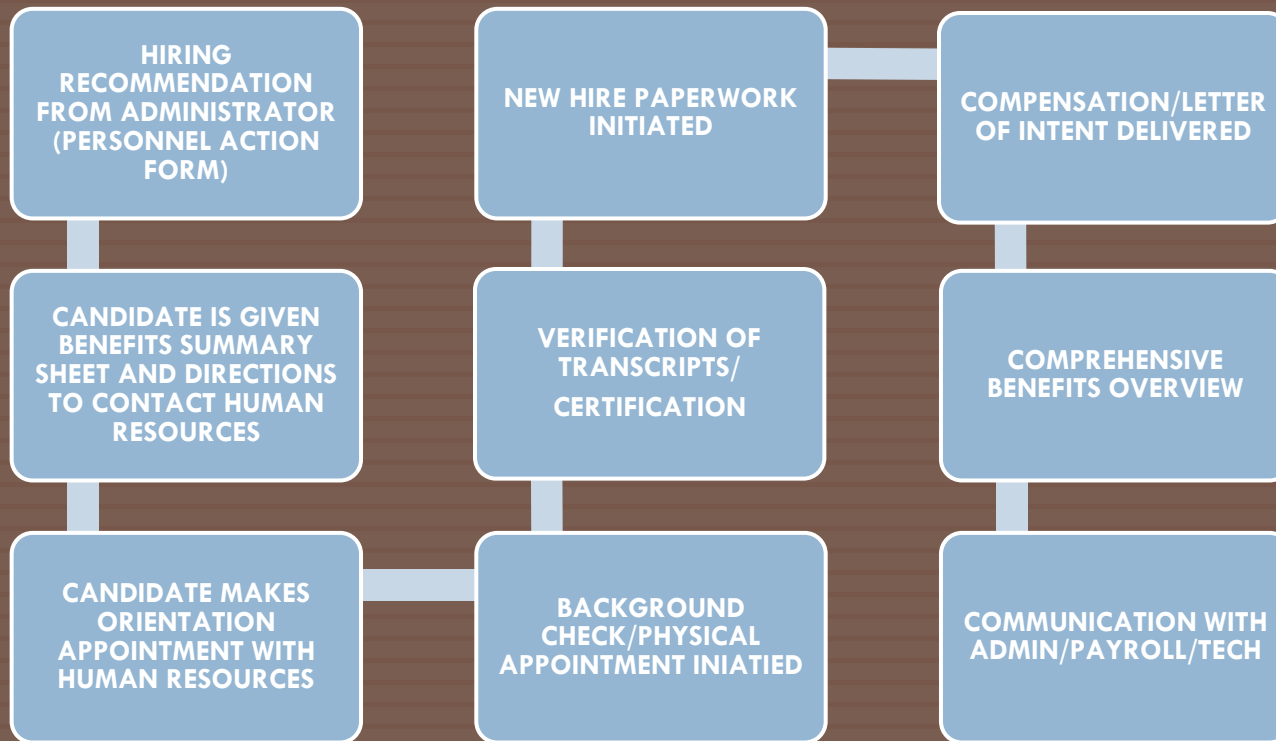 HIRING
RECOMMENDATION
FROM ADMINISTRATOR
(PERSONNEL ACTION
FORM)
CANDIDATE IS GIVEN
BENEFITS SUMMARY
SHEET AND DIRECTIONS
TO CONTACT HUMAN
RESOURCES
CANDIDATE MAKES
ORIENTATION
APPOINTMENT WITH
HUMAN RESOURCES
BACKGROUND
CHECK/PHYSICAL
APPOINTMENT INIATIED
VERIFICATION OF
TRANSCRIPTS/
CERTIFICATION
NEW HIRE PAPERWORK
INITIATED
COMPENSATION/LETTER
OF INTENT DELIVERED
COMPREHENSIVE
BENEFITS OVERVIEW
COMMUNICATION WITH
ADMIN/PAYROLL/TECH